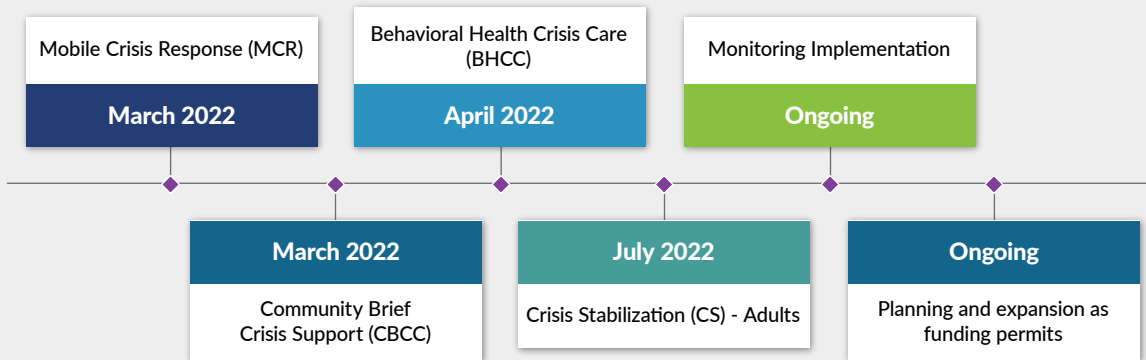 Mobile Crisis Response (MCR)
March 2022
Behavioral Health Crisis Care
(BHCC)
April 2022
Monitoring Implementation
Ongoing
March 2022
Community Brief
Crisis Support (CBCC)
July 2022
Crisis Stabilization (CS) - Adults
Ongoing
Planning and expansion as
funding permits